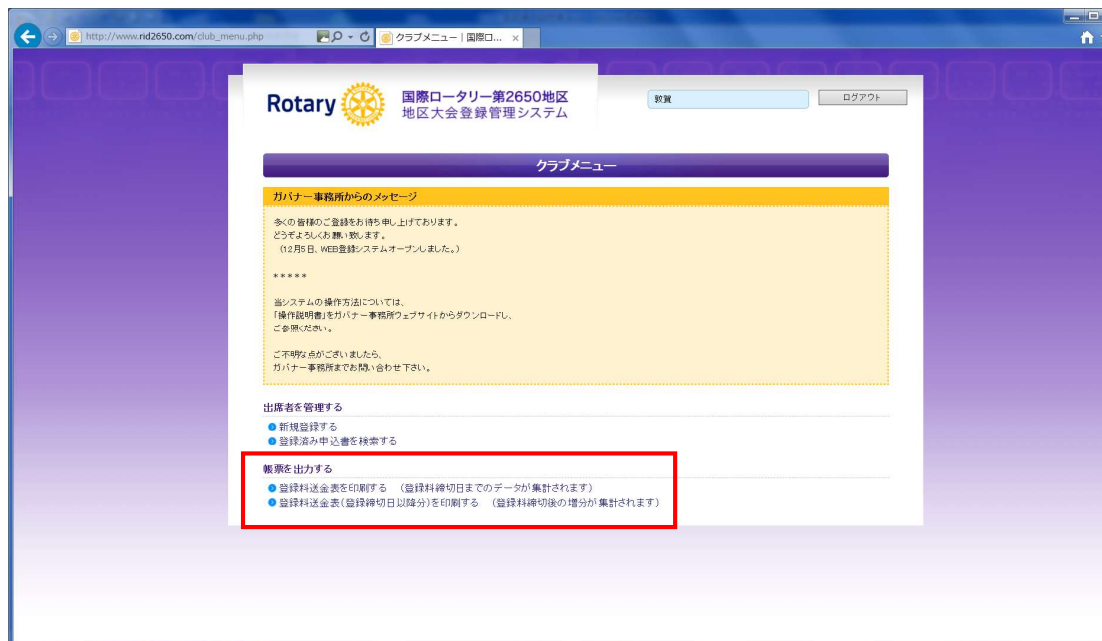 http://www.rid2650.com/club_menu.php
クラブメニュー | 国際ロ...
Rotary
国際ロータリー第2650地区
地区大会登録管理システム
敦賀
ログアウト
クラブメニュー
ガバナー事務所からのメッセージ
多くの皆様のご登録をお待ち申し上げております。
どうぞよろしくお願い致します。
(12月5日、WEB登録システムオープンしました。)
*****
当システムの操作方法については、
「操作説明書」をガバナー事務所ウェブサイトからダウンロードし、
ご参照ください。
ご不明な点がございましたら、
ガバナー事務所までお問い合わせ下さい。
出席者を管理する
新規登録する
登録済み申込書を検索する
帳票を出力する
登録料送金表を印刷する (登録料締切日までのデータが集計されます)
登録料送金表(登録締切日以降分)を印刷する (登録料締切後の増分が集計されます)